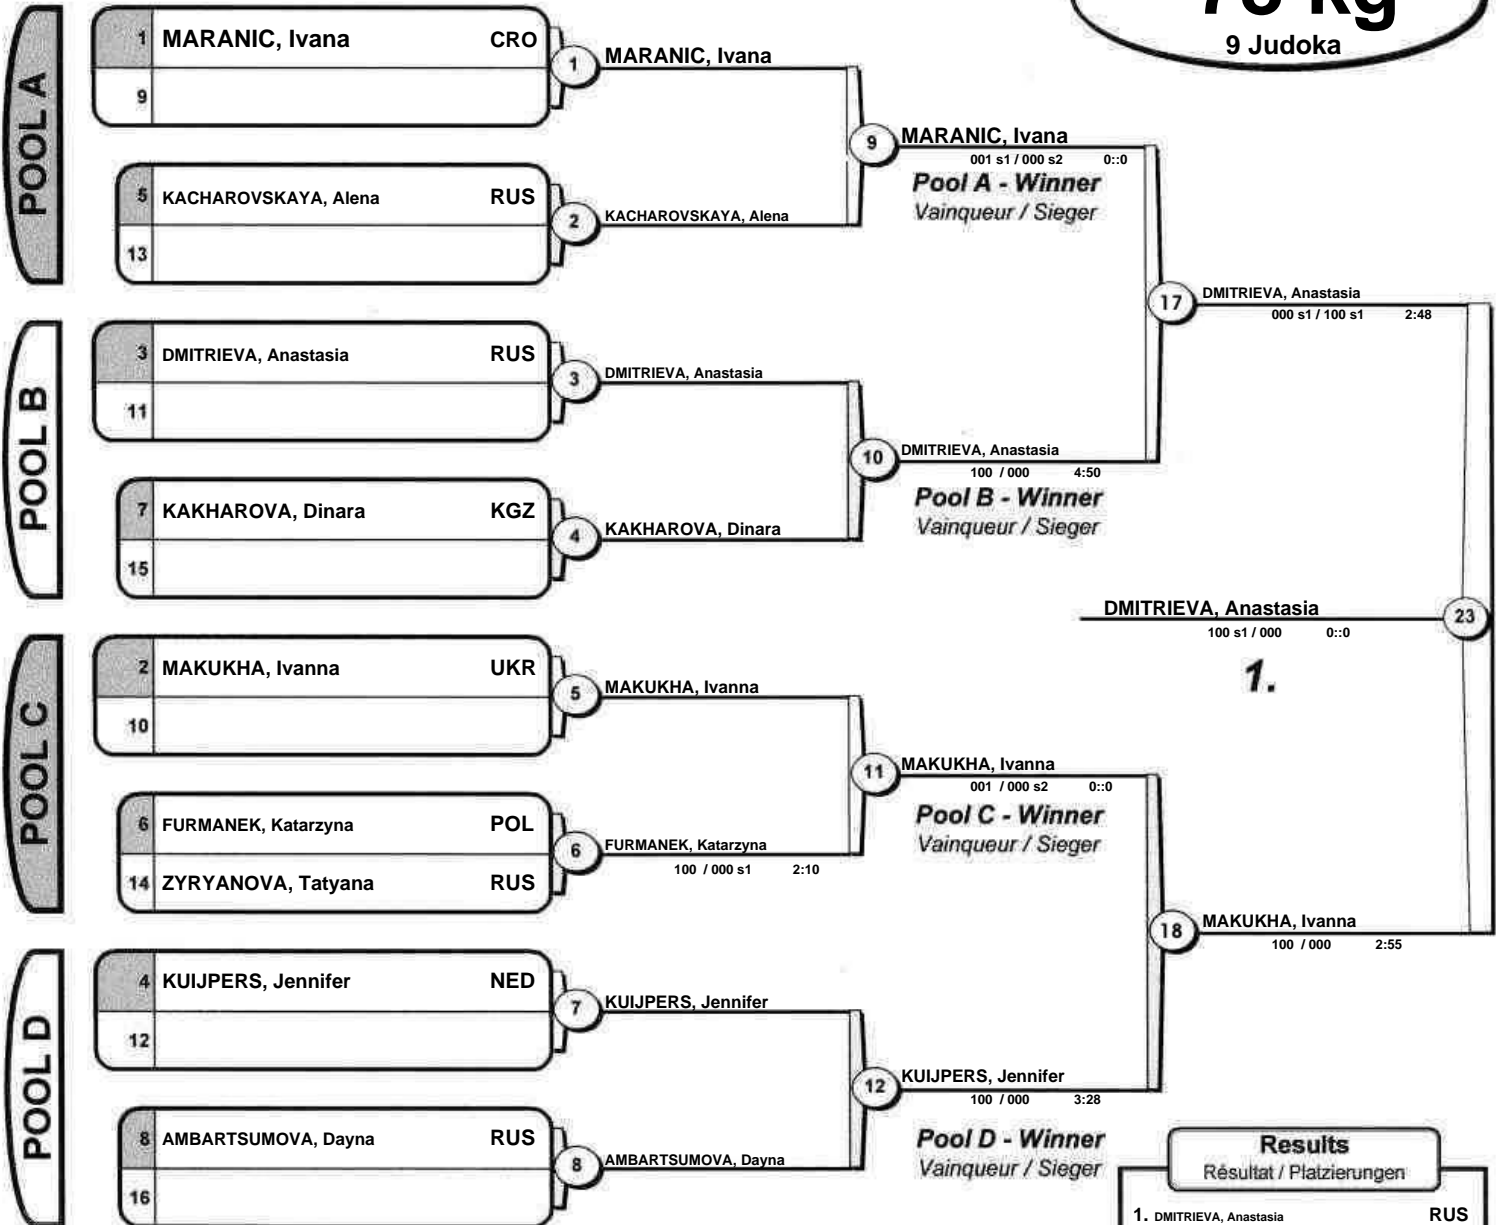 78 kg
9 Judoka
POOL A
1 MARANIC, Ivana CRO
9
5 KACHAROVSKAYA, Alena RUS
13
1 MARANIC, Ivana
2 KACHAROVSKAYA, Alena
9 MARANIC, Ivana
001 s1 / 000 s2 0::0
Pool A - Winner
Vainqueur / Sieger
POOL B
3 DMITRIEVA, Anastasia RUS
11
7 KAKHAROVA, Dinara KGZ
15
3 DMITRIEVA, Anastasia
4 KAKHAROVA, Dinara
10 DMITRIEVA, Anastasia
100 / 000 4:50
Pool B - Winner
Vainqueur / Sieger
17 DMITRIEVA, Anastasia
000 s1 / 100 s1 2:48
DMITRIEVA, Anastasia 23
100 s1 / 000 0::0
1.
POOL C
2 MAKUKHA, Ivanna UKR
10
6 FURMANEK, Katarzyna POL
14 ZYRYANOVA, Tatyana RUS
5 MAKUKHA, Ivanna
6 FURMANEK, Katarzyna
100 / 000 s1 2:10
11 MAKUKHA, Ivanna
001 / 000 s2 0::0
Pool C - Winner
Vainqueur / Sieger
POOL D
4 KUIJPERS, Jennifer NED
12
8 AMBARTSUMOVA, Dayna RUS
16
7 KUIJPERS, Jennifer
8 AMBARTSUMOVA, Dayna
12 KUIJPERS, Jennifer
100 / 000 3:28
Pool D - Winner
Vainqueur / Sieger
18 MAKUKHA, Ivanna
100 / 000 2:55
Results
Résultat / Platzierungen
1. DMITRIEVA, Anastasia RUS